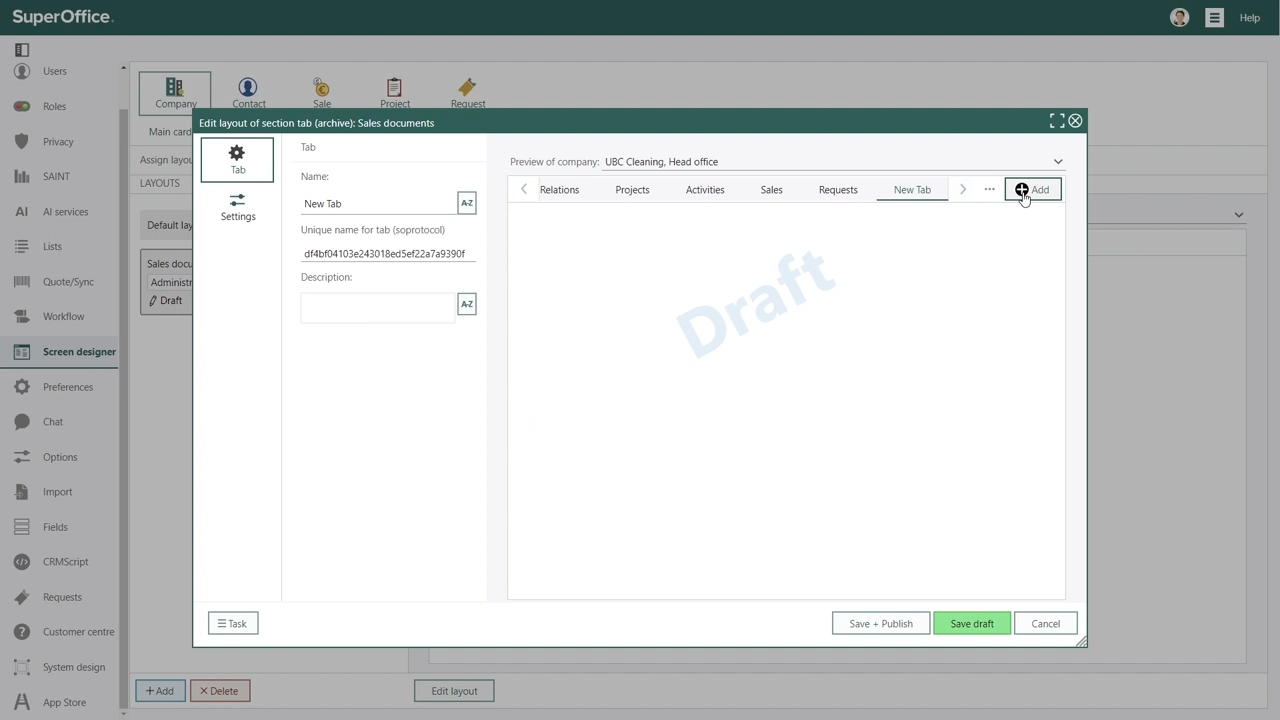 SuperOffice.
Help
Users
Roles
Privacy
SAINT
AI services
Lists
Quote/Sync
Workflow
Screen designer
Preferences
Chat
Options
Import
Fields
CRMScript
Requests
Customer centre
System design
App Store
Company
Contact
Sale
Project
Request
Main card
Assign layou
LAYOUTS
Default lay
Sales docu
Administr
Draft
Edit layout of section tab (archive): Sales documents
Tab
Settings
Tab
Name:
New Tab
A-Z
Unique name for tab (soprotocol)
df4bf04103e243018ed5ef22a7a9390f
Description:
A-Z
Preview of company: UBC Cleaning, Head office
Relations
Projects
Activities
Sales
Requests
New Tab
Add
Draft
Task
Save + Publish
Save draft
Cancel
+ Add
Delete
Edit layout